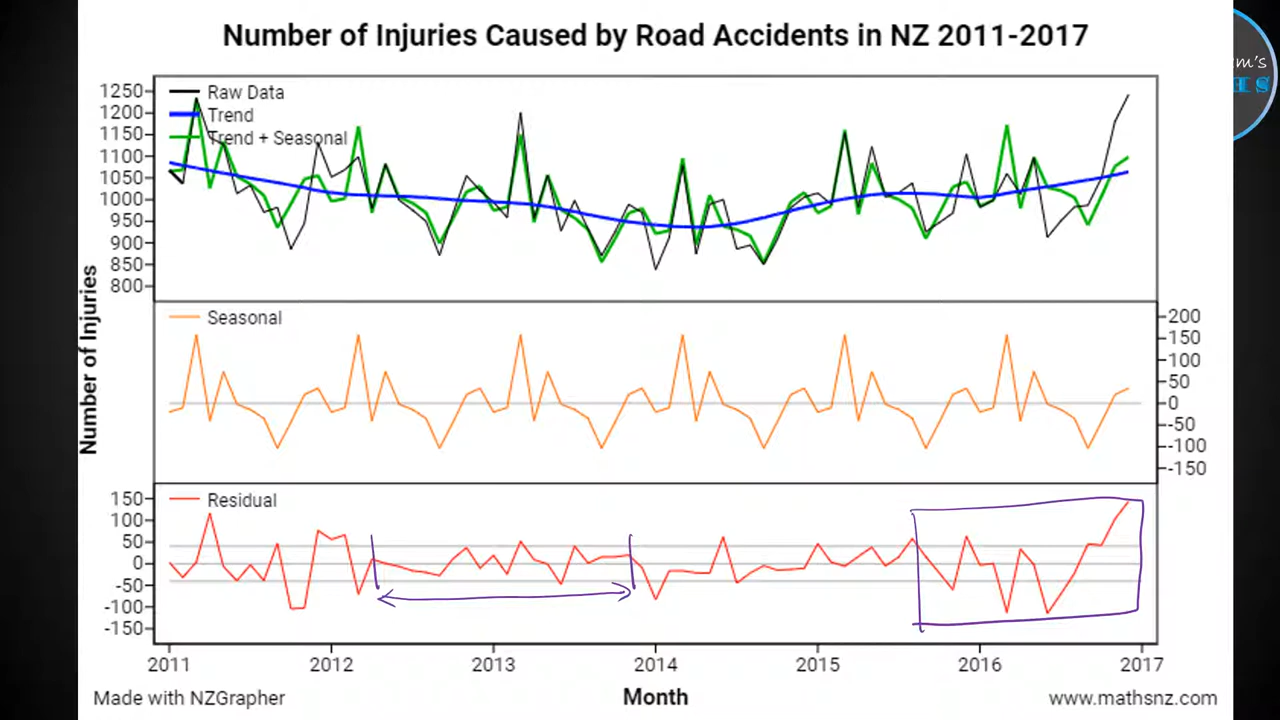 Number of Injuries Caused by Road Accidents in NZ 2011-2017
m's
HS
Number of Injuries
1250
1200
1150
1100
1050
1000
950
900
850
800
Raw Data
Trend
Trend + Seasonal
Seasonal
200
150
100
50
0
-50
-100
-150
Residual
150
100
50
0
-50
-100
-150
2011 2012 2013 2014 2015 2016 2017
Made with NZGrapher
Month
www.mathsnz.com